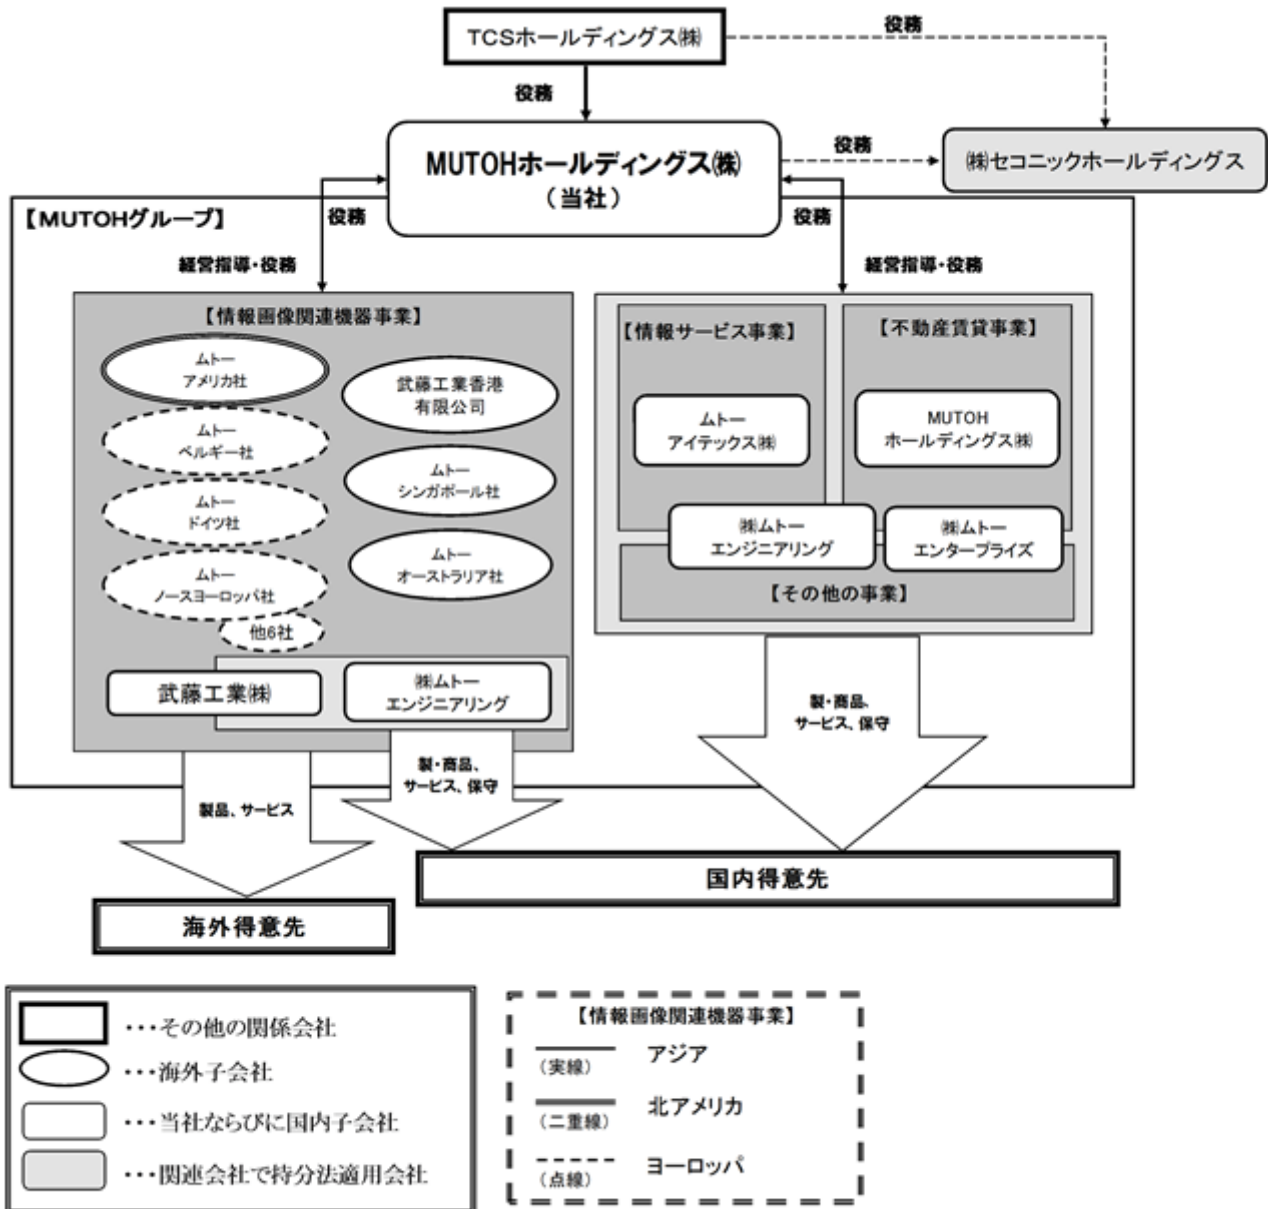 TCSホールディングス㈱
役務
役務
MUTOHホールディングス㈱
（当社）
役務
㈱セコニックホールディングス
【MUTOHグループ】
役務
役務
経営指導・役務
経営指導・役務
【情報画像関連機器事業】
ムトー
アメリカ社
ムトー
ベルギー社
ムトー
ドイツ社
ムトー
ノースヨーロッパ社
他6社
武藤工業香港
有限公司
ムトー
シンガポール社
ムトー
オーストラリア社
武藤工業㈱
㈱ムトー
エンジニアリング
【情報サービス事業】
ムトー
アイテックス㈱
【不動産賃貸事業】
MUTOH
ホールディングス㈱
㈱ムトー
エンジニアリング
㈱ムトー
エンタープライズ
【その他の事業】
製品、サービス
製・商品、
サービス、保守
製・商品、
サービス、保守
海外得意先
国内得意先
・・・その他の関係会社
・・・海外子会社
・・・当社ならびに国内子会社
・・・関連会社で持分法適用会社
【情報画像関連機器事業】
（実線）
アジア
（二重線）
北アメリカ
（点線）
ヨーロッパ